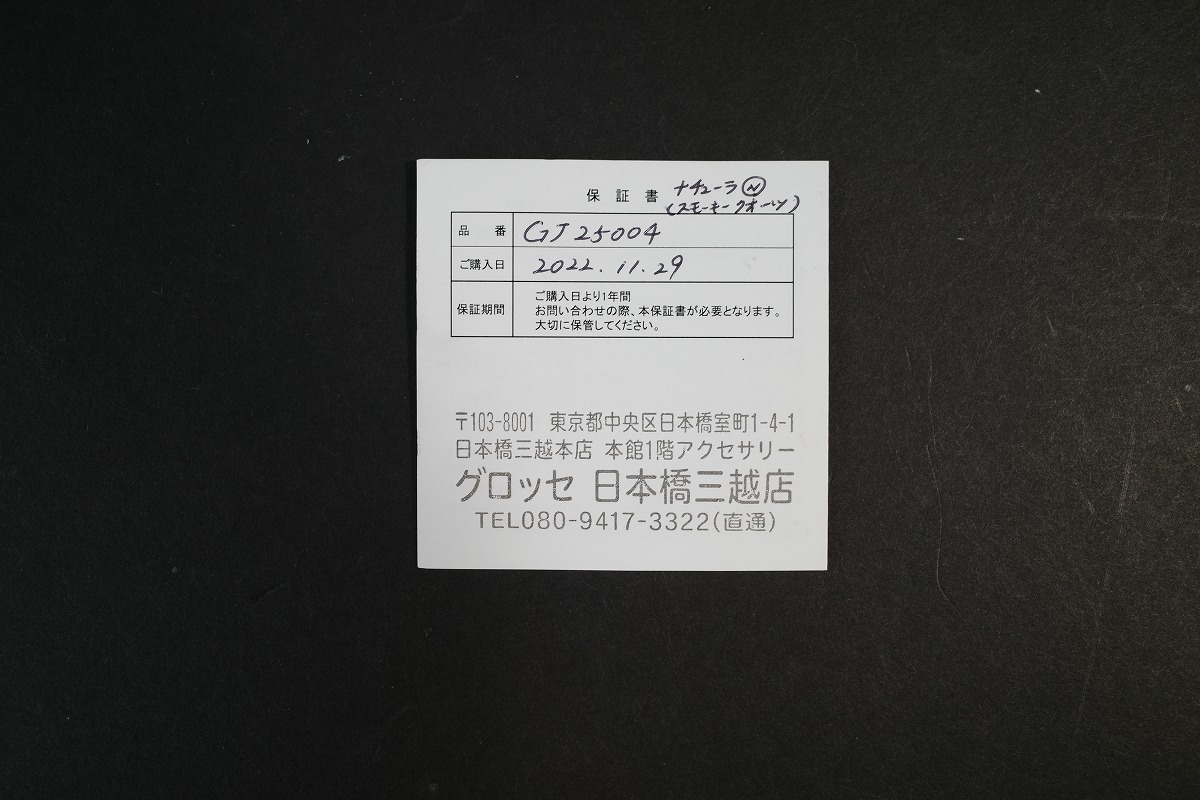 保証書 ナチューラⓃ
(スモーキークオーツ)
品番 GJ25004
ご購入日 2022.11.29
保証期間 ご購入日より1年間
お問い合わせの際、本保証書が必要となります。
大切に保管してください。
〒103-8001 東京都中央区日本橋室町1-4-1
日本橋三越本店 本館1階アクセサリー
グロッセ 日本橋三越店
TEL080-9417-3322(直通)